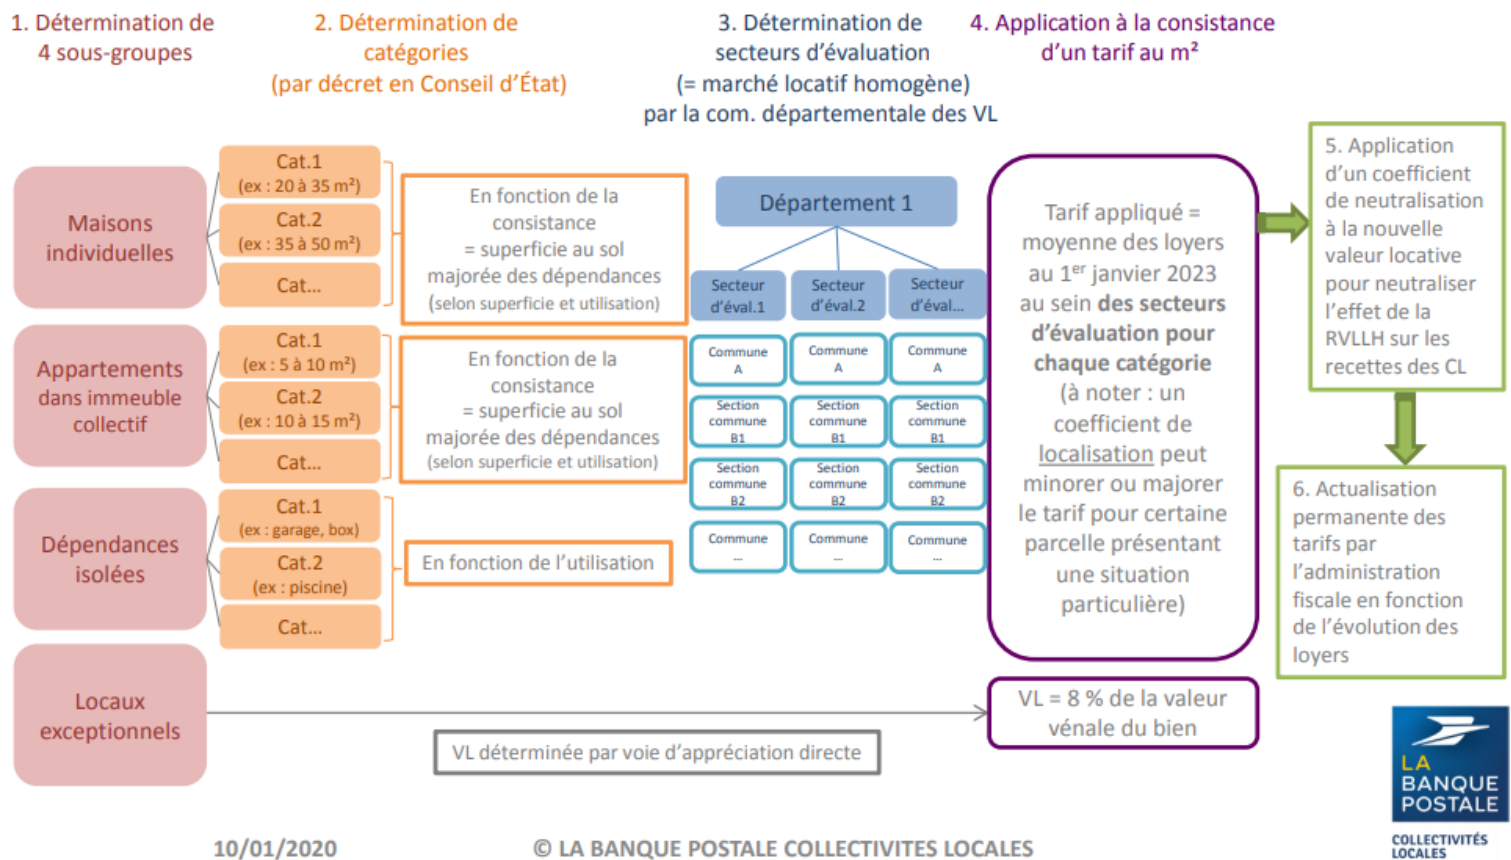 1. Détermination de
4 sous-groupes
2. Détermination de
catégories
(par décret en Conseil d’État)
3. Détermination de
secteurs d’évaluation
(= marché locatif homogène)
par la com. départementale des VL
4. Application à la consistance
d’un tarif au m²
Maisons
individuelles
Cat.1
(ex : 20 à 35 m²)
Cat.2
(ex : 35 à 50 m²)
Cat...
En fonction de la
consistance
= superficie au sol
majorée des dépendances
(selon superficie et utilisation)
Appartements
dans immeuble
collectif
Cat.1
(ex : 5 à 10 m²)
Cat.2
(ex : 10 à 15 m²)
Cat...
En fonction de la
consistance
= superficie au sol
majorée des dépendances
(selon superficie et utilisation)
Dépendances
isolées
Cat.1
(ex : garage, box)
Cat.2
(ex : piscine)
Cat...
En fonction de l’utilisation
Locaux
exceptionnels
VL déterminée par voie d’appréciation directe
Département 1
Secteur
d’éval.1
Secteur
d’éval.2
Secteur
d’éval...
Commune
A
Commune
A
Commune
A
Section
commune
B1
Section
commune
B1
Section
commune
B1
Section
commune
B2
Section
commune
B2
Section
commune
B2
Commune
...
Commune
...
Commune
...
Tarif appliqué =
moyenne des loyers
au 1er janvier 2023
au sein des secteurs
d’évaluation pour
chaque catégorie
(à noter : un
coefficient de
localisation peut
minorer ou majorer
le tarif pour certaine
parcelle présentant
une situation
particulière)
VL = 8 % de la valeur
vénale du bien
5. Application
d’un coefficient
de neutralisation
à la nouvelle
valeur locative
pour neutraliser
l’effet de la
RVLLH sur les
recettes des CL
6. Actualisation
permanente des
tarifs par
l’administration
fiscale en fonction
de l’évolution des
loyers
LA
BANQUE
POSTALE
COLLECTIVITÉS
LOCALES
10/01/2020
© LA BANQUE POSTALE COLLECTIVITES LOCALES